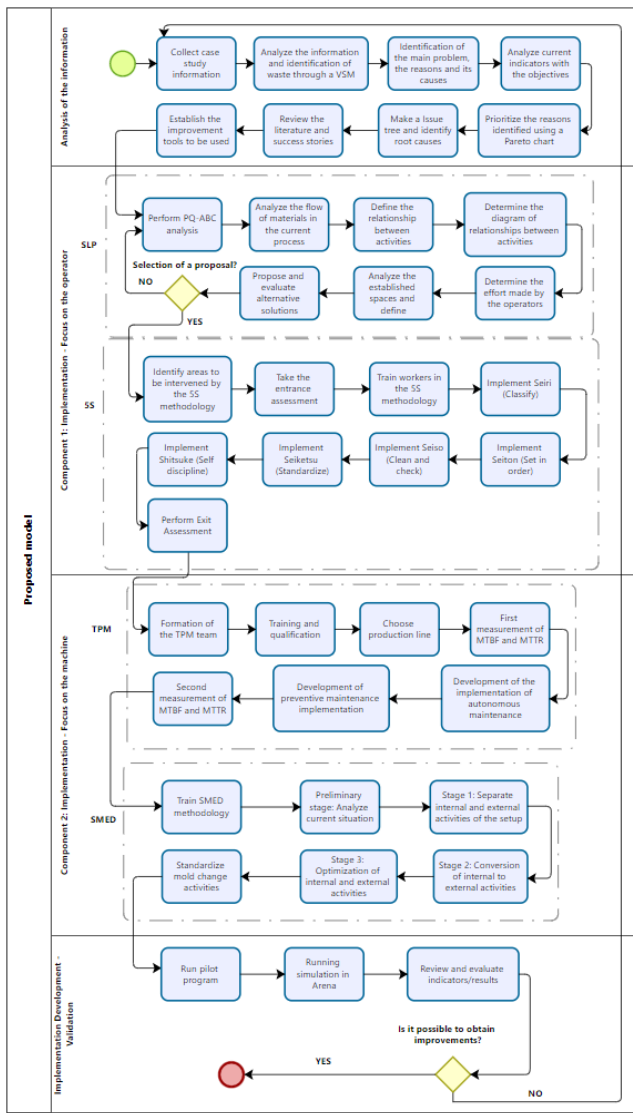 Proposed model
Analysis of the information
Collect case
study
information
Analyze the information
and identification of
waste through a VSM
Identification of
the main problem,
the reasons and its
causes
Analyze current
indicators with
the objectives
Establish the
improvement
tools to be used
Review the
literature and
success stories
Make a Issue
tree and identify
root causes
Prioritize the reasons
identified using a
Pareto chart
Component 1: Implementation - Focus on the operator
SLP
Perform PQ-ABC
analysis
Analyze the flow
of materials in
the current
process
Define the
relationship
between
activities
Determine the
diagram of
relationships between
activities
Selection of a proposal?
NO
YES
Propose and
evaluate
alternative
solutions
Analyze the
established
spaces and
define
Determine the
effort made by
the operators
5S
Identify areas to
be intervened by
the 5S
methodology
Take the
entrance
assessment
Train workers in
the 5S
methodology
Implement Seiri
(Classify)
Implement
Shitsuke (Self
discipline)
Implement
Seiketsu
(Standardize)
Implement Seiso
(Clean and
check)
Implement
Seiton (Set in
order)
Perform Exit
Assessment
Component 2: Implementation - Focus on the machine
TPM
Formation of
the TPM team
Training and
qualification
Choose
production line
First
measurement of
MTBF and MTTR
Second
measurement of
MTBF and MTTR
Development of
preventive maintenance
implementation
Development of the
implementation of
autonomous
maintenance
SMED
Train SMED
methodology
Preliminary
stage: Analyze
current situation
Stage 1: Separate
internal and external
activities of the setup
Standardize
mold change
activities
Stage 3:
Optimization of
internal and external
activities
Stage 2: Conversion
of internal to
external activities
Implementation Development -
Validation
Run pilot
program
Running
simulation in
Arena
Review and evaluate
indicators/results
Is it possible to obtain
improvements?
YES
NO